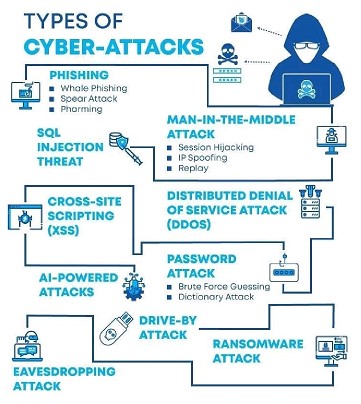 TYPES OF
CYBER-ATTACKS
PHISHING
Whale Phishing
Spear Attack
Pharming
SQL
INJECTION
THREAT
MAN-IN-THE-MIDDLE
ATTACK
Session Hijacking
IP Spoofing
Replay
CROSS-SITE
SCRIPTING
(XSS)
DISTRIBUTED DENIAL
OF SERVICE ATTACK
(DDOS)
AI-POWERED
ATTACKS
PASSWORD
ATTACK
Brute Force Guessing
Dictionary Attack
DRIVE-BY
ATTACK
RANSOMWARE
ATTACK
EAVESDROPPING
ATTACK